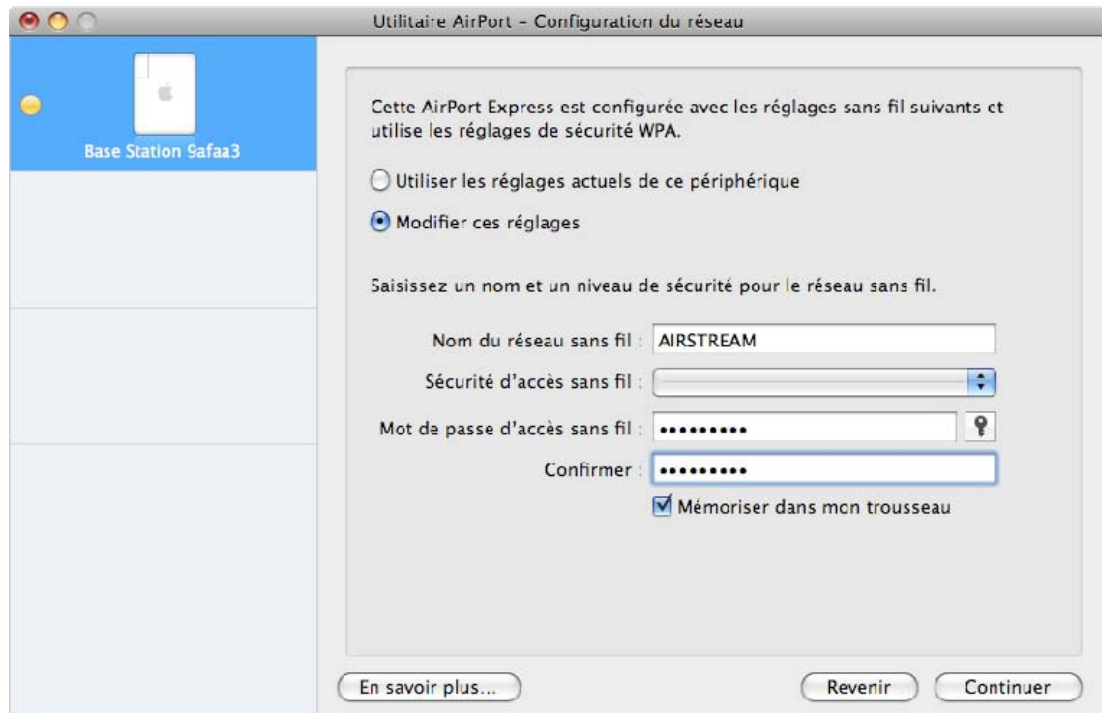 Utilitaire AirPort – Configuration du réseau
Base Station 9afaa3
Cette AirPort Express est configurée avec les réglages sans fil suivants et
utilise les réglages de sécurité WPA.
Utiliser les réglages actuels de ce périphérique
Modifier ces réglages
Saisissez un nom et un niveau de sécurité pour le réseau sans fil.
Nom du réseau sans fil : AIRSTREAM
Sécurité d'accès sans fil :
Mot de passe d'accès sans fil : •••••••••
Confirmer : •••••••••
Mémoriser dans mon trousseau
En savoir plus... Revenir Continuer